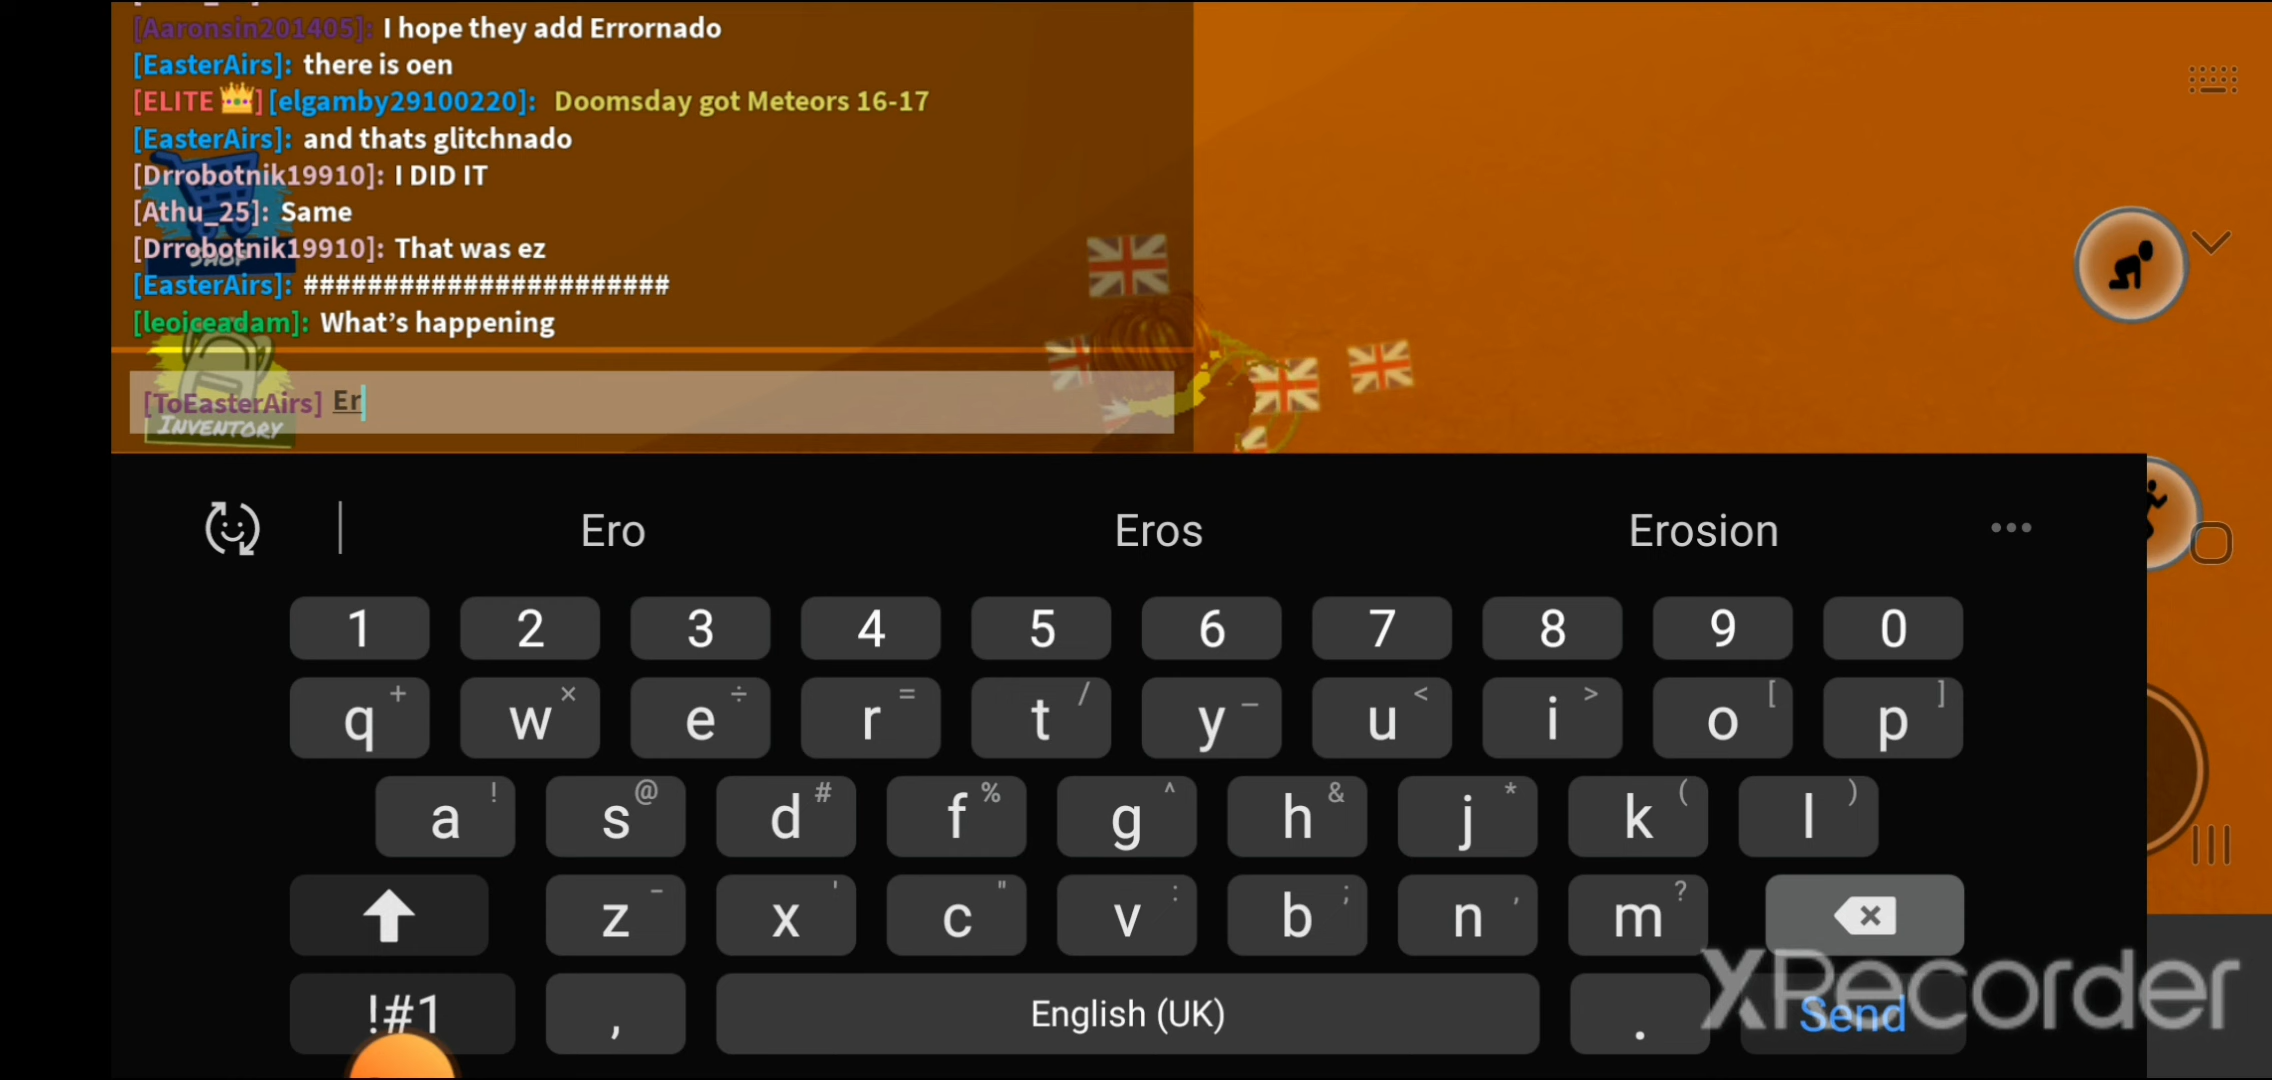 [Aaronsin201405]: I hope they add Errornado
[EasterAirs]: there is oen
[ELITE 👑][elgamby29100220]: Doomsday got Meteors 16-17
[EasterAirs]: and thats glitchnado
[Drrobotnik19910]: I DID IT
[Athu_25]: Same
[Drrobotnik19910]: That was ez
SHOP
[EasterAirs]: #######################
[leoiceadam]: What’s happening
[ToEasterAirs] Er
INVENTORY
Ero Eros Erosion
1 2 3 4 5 6 7 8 9 0
+ × ÷ = / _ < > [ ]
q w e r t y u i o p
! @ # % ^ & * ( )
a s d f g h j k l
- ' " : ; , ?
z x c v b n m
!#1 , English (UK) . Send
XRecorder